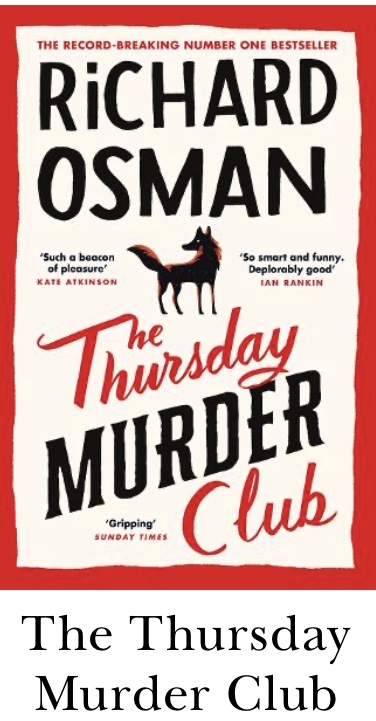 THE RECORD-BREAKING NUMBER ONE BESTSELLER
RiCHARD
OSMAN
‘Such a beacon
of pleasure’
KATE ATKINSON
‘So smart and funny.
Deplorably good’
IAN RANKIN
The
Thursday
MURDER
Club
‘Gripping’
SUNDAY TIMES
The Thursday
Murder Club